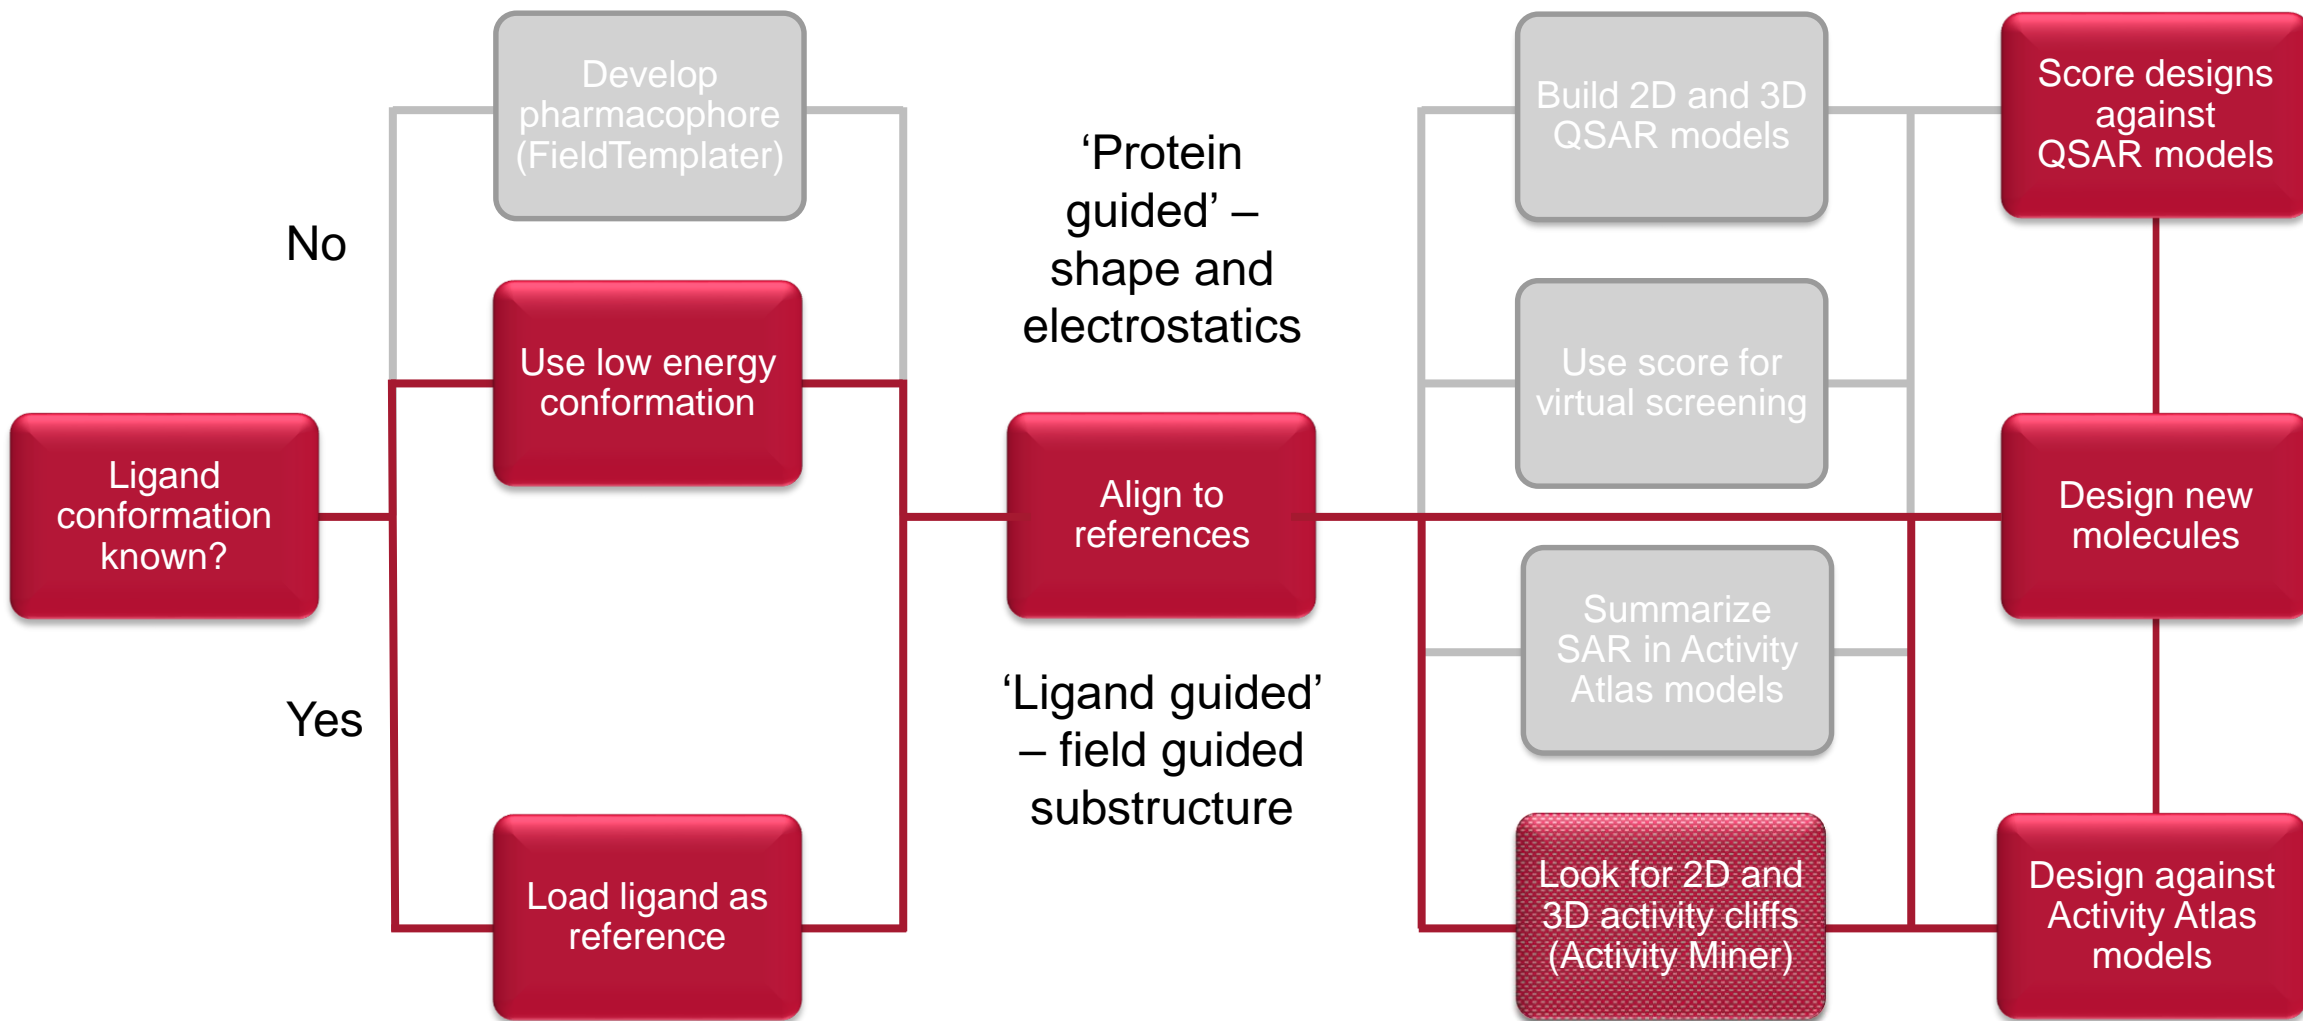 Ligand
conformation
known?
No
Yes
Develop
pharmacophore
(FieldTemplater)
Use low energy
conformation
Load ligand as
reference
‘Protein
guided’ –
shape and
electrostatics
Align to
references
‘Ligand guided’
– field guided
substructure
Build 2D and 3D
QSAR models
Use score for
virtual screening
Summarize
SAR in Activity
Atlas models
Look for 2D and
3D activity cliffs
(Activity Miner)
Score designs
against
QSAR models
Design new
molecules
Design against
Activity Atlas
models